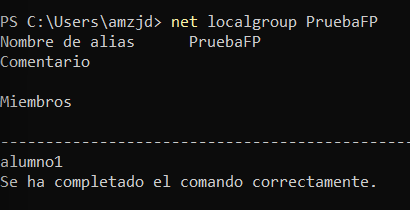 PS C:\Users\amzjd> net localgroup PruebaFP
Nombre de alias      PruebaFP
Comentario
Miembros
-------------------------------------------
alumno1
Se ha completado el comando correctamente.